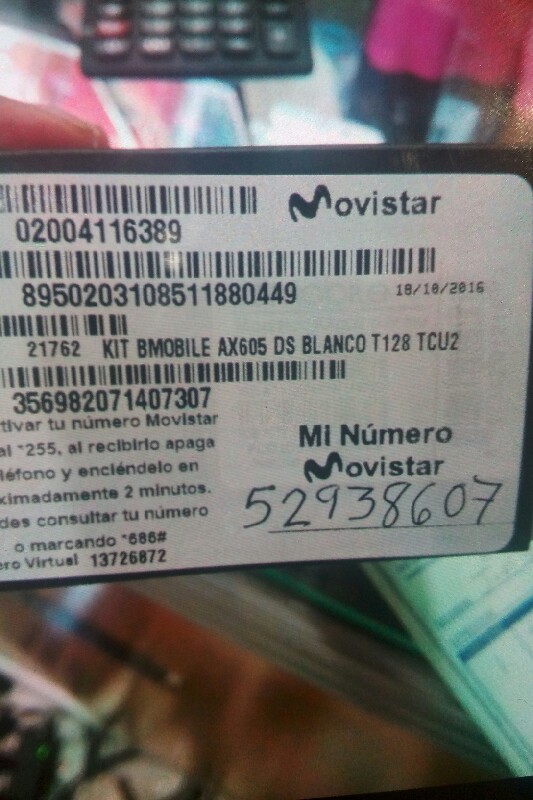 Movistar
02004116389
8950203108511880449
18/10/2016
21762 KIT BMOBILE AX605 DS BLANCO T128 TCU2
356982071407307
tivar tu número Movistar
al *255, al recibirlo apaga
léfono y enciéndelo en
ximadamente 2 minutos.
des consultar tu número
o marcando *686#
ero Virtual 13726872
Mi Número
Movistar
52938607